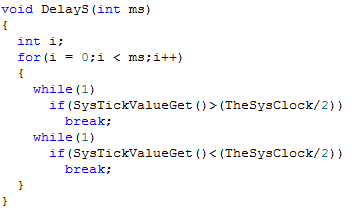 void DelayS(int ms)
{
  int i;
  for(i = 0;i < ms;i++)
  {
    while(1)
      if(SysTickValueGet()>(TheSysClock/2))
        break;
    while(1)
      if(SysTickValueGet()<(TheSysClock/2))
        break;
  }
}